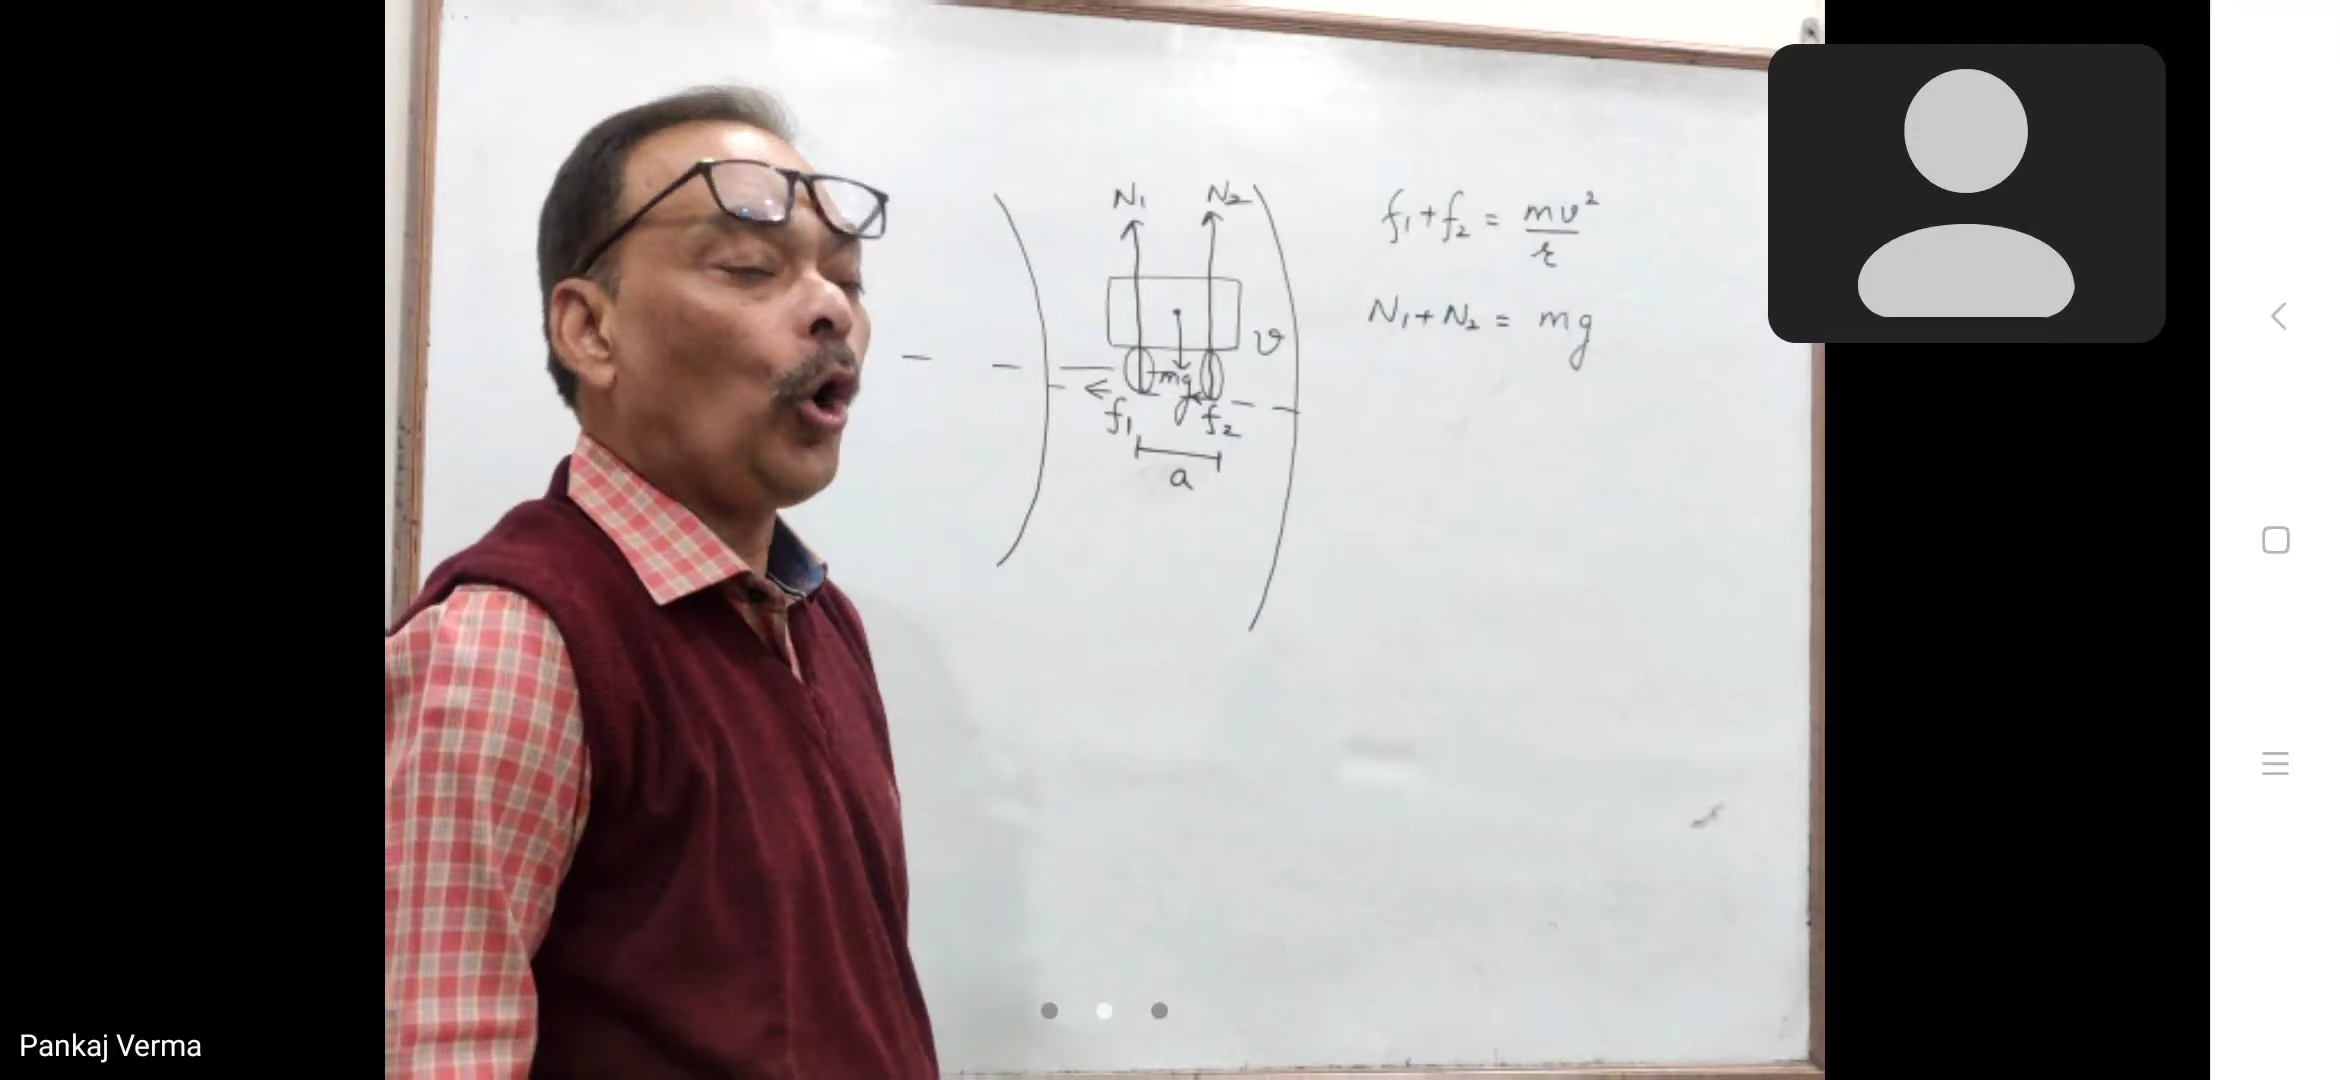 N₁ N₂
f₁+f₂ = mv²/r
N₁+N₂ = mg
v
mg
f₁ f₂
a
Pankaj Verma